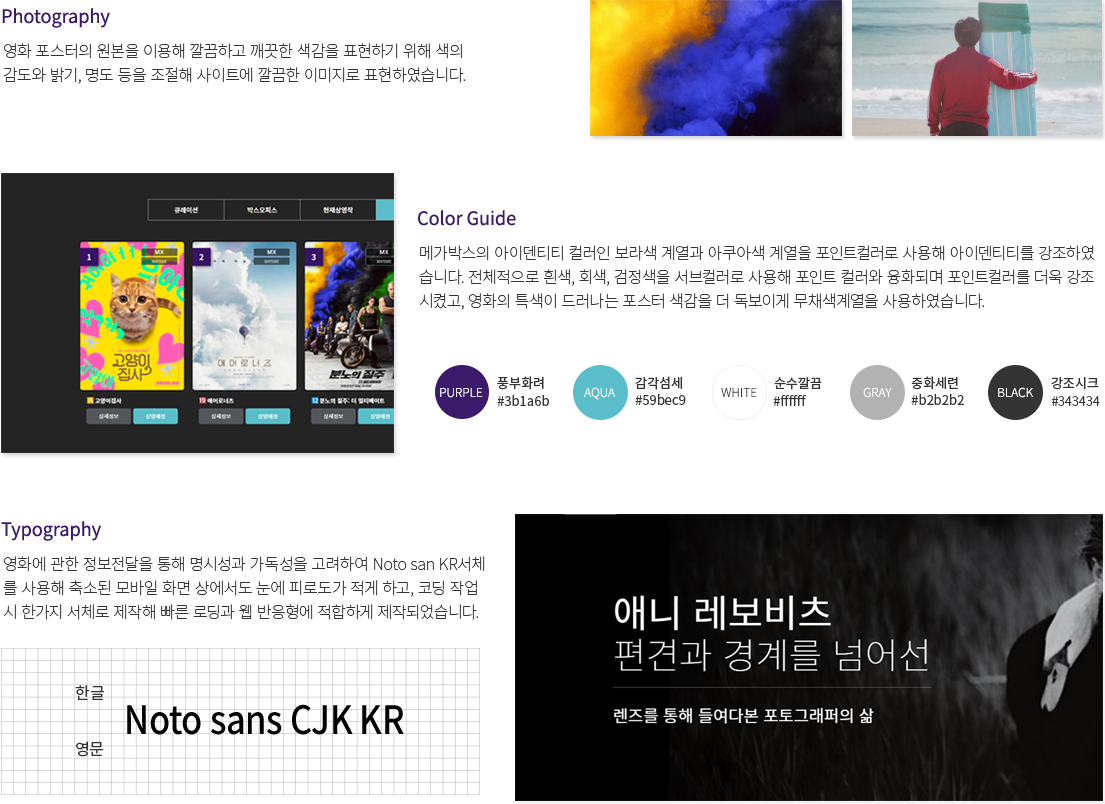 Photography
영화 포스터의 원본을 이용해 깔끔하고 깨끗한 색감을 표현하기 위해 색의
감도와 밝기, 명도 등을 조절해 사이트에 깔끔한 이미지로 표현하였습니다.
큐레이션
박스오피스
현재상영작
1
MX
2
MX
3
고양이
집사
에어로너츠
분노의 질주
고양이집사
에어로너츠
12 분노의 질주: 더 얼티메이트
상세정보
상영예정
상세정보
상영예정
상세정보
상영예정
Color Guide
메가박스의 아이덴티티 컬러인 보라색 계열과 아쿠아색 계열을 포인트컬러로 사용해 아이덴티티를 강조하였
습니다. 전체적으로 흰색, 회색, 검정색을 서브컬러로 사용해 포인트 컬러와 융화되며 포인트컬러를 더욱 강조
시켰고, 영화의 특색이 드러나는 포스터 색감을 더 독보이게 무채색계열을 사용하였습니다.
PURPLE
풍부화려
#3b1a6b
AQUA
감각섬세
#59bec9
WHITE
순수깔끔
#ffffff
GRAY
중화세련
#b2b2b2
BLACK
강조시크
#343434
Typography
영화에 관한 정보전달을 통해 명시성과 가독성을 고려하여 Noto san KR서체
를 사용해 축소된 모바일 화면 상에서도 눈에 피로도가 적게 하고, 코딩 작업
시 한가지 서체로 제작해 빠른 로딩과 웹 반응형에 적합하게 제작되었습니다.
한글
Noto sans CJK KR
영문
애니 레보비츠
편견과 경계를 넘어선
렌즈를 통해 들여다본 포토그래퍼의 삶